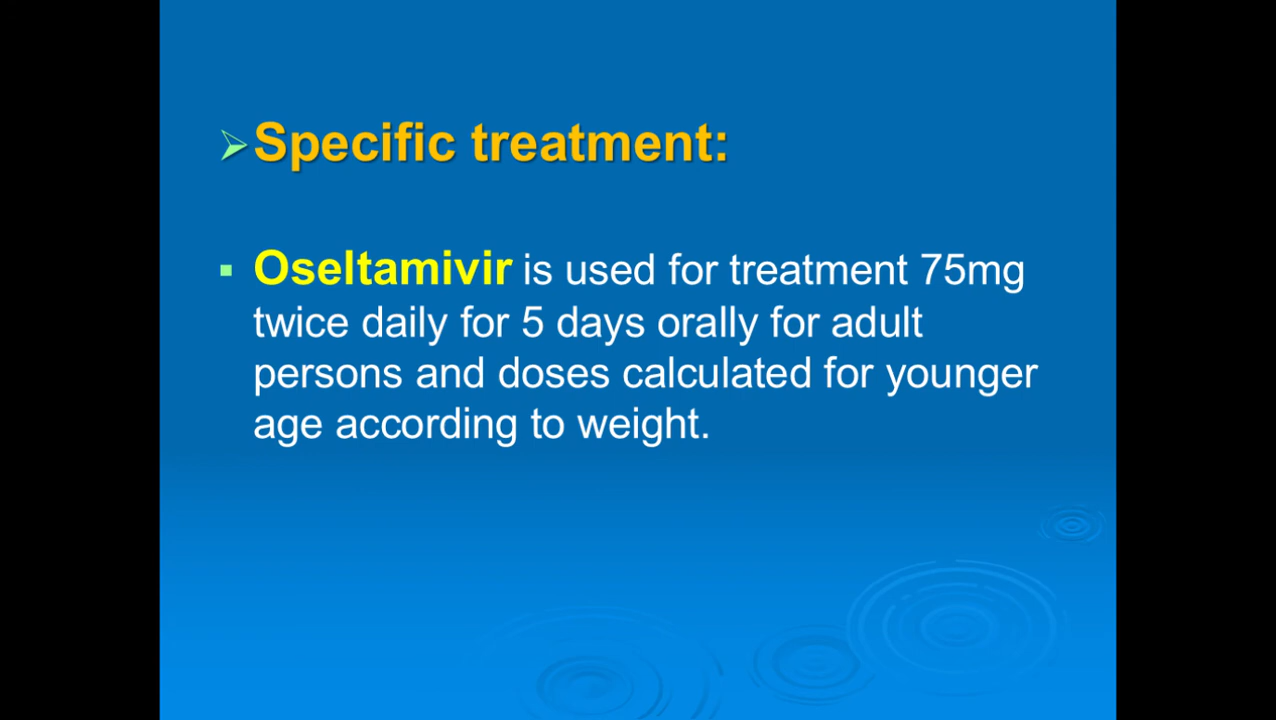 Specific treatment:
Oseltamivir is used for treatment 75mg
twice daily for 5 days orally for adult
persons and doses calculated for younger
age according to weight.